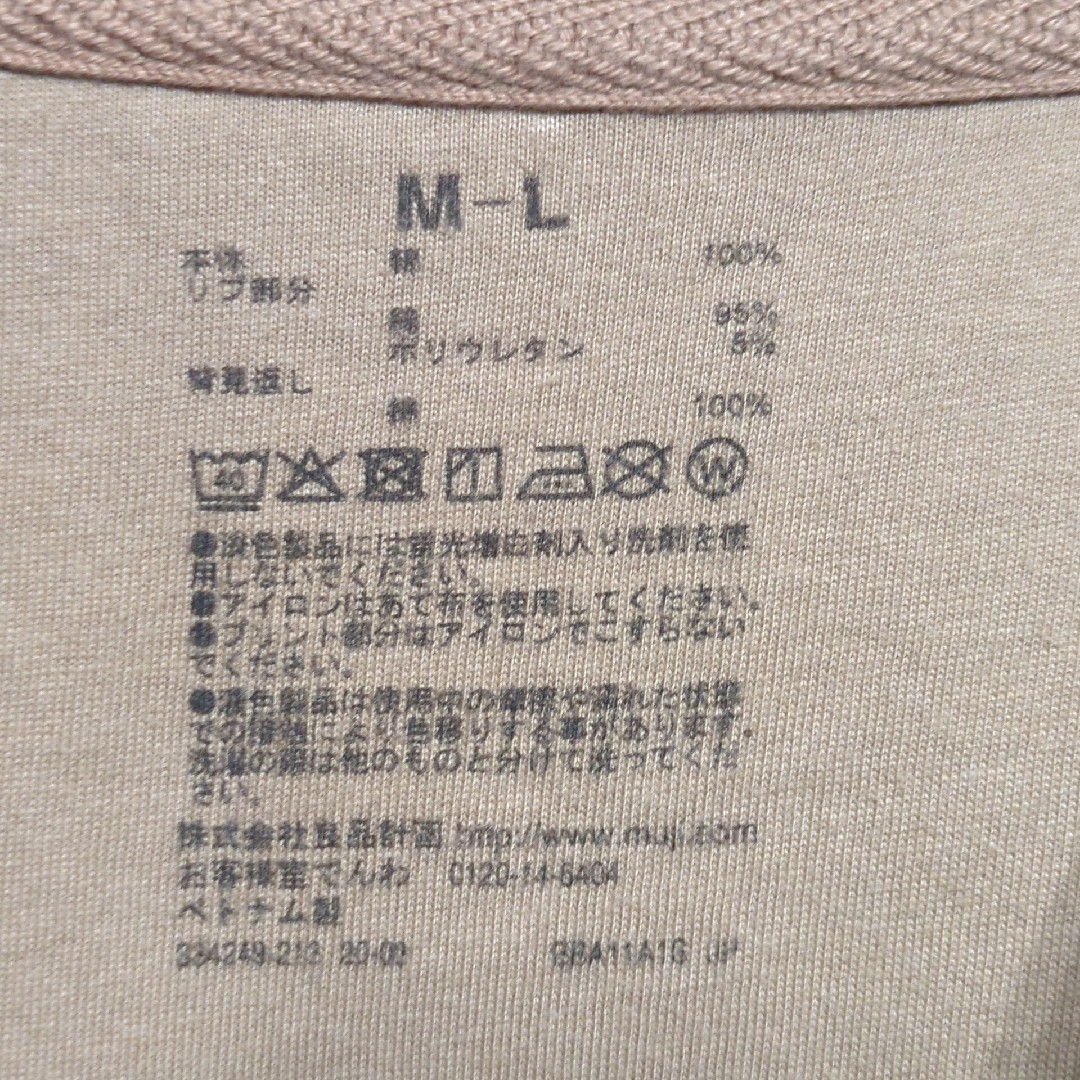 M-L
本体 綿 100%
リブ部分
綿 95%
ポリウレタン 5%
衿見返し
綿 100%
40 W
●淡色製品には蛍光増白剤入り洗剤を使
用しないでください。
●アイロンはあて布を使用してください。
●プリント部分はアイロンでこすらない
でください。
●濃色製品は使用中の摩擦や濡れた状態
での接触により色移りする事があります。
洗濯の際は他のものと分けて洗ってくだ
さい。
株式会社良品計画 http://www.muji.com
お客様室でんわ 0120-14-6404
ベトナム製
JP